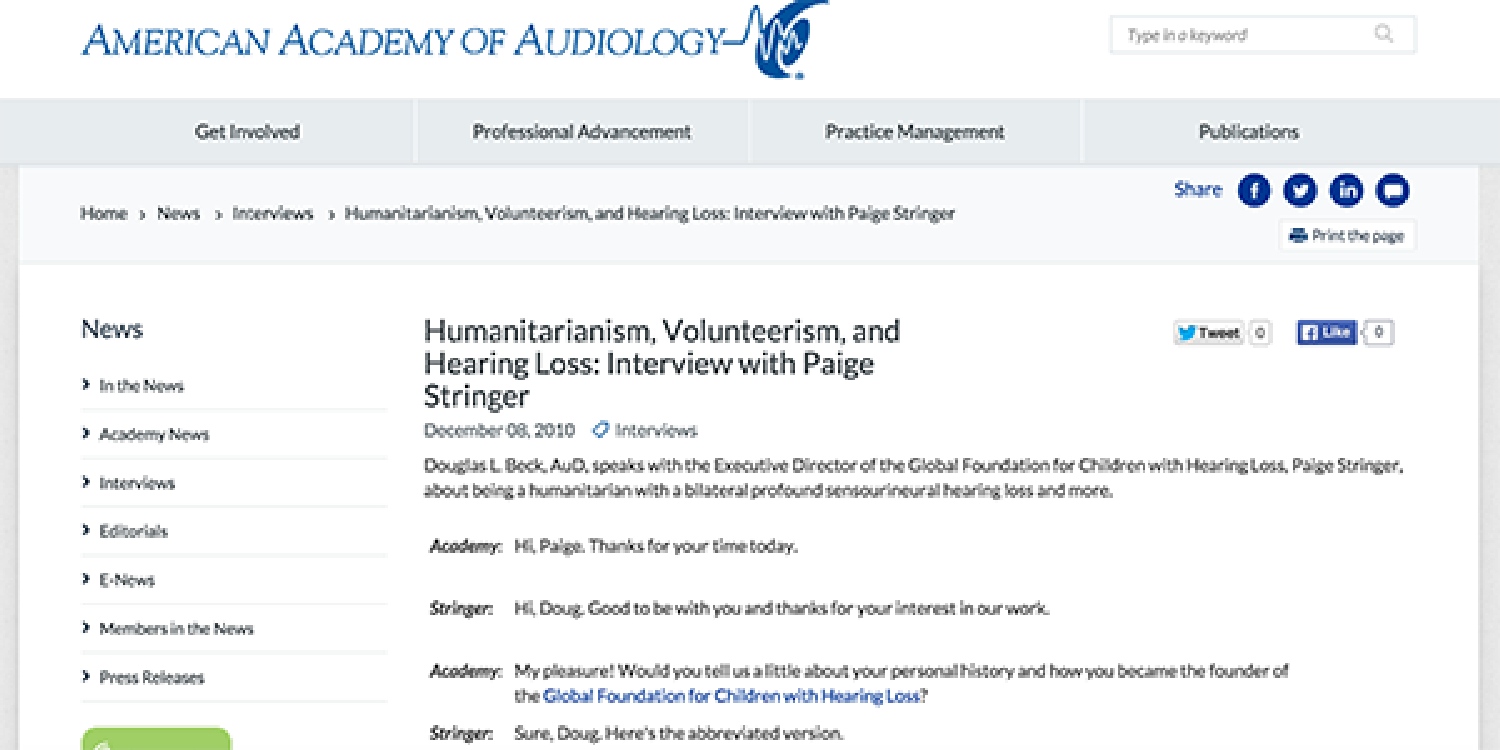 AMERICAN ACADEMY OF AUDIOLOGY
Type in a keyword
Get Involved
Professional Advancement
Practice Management
Publications
Share
Home › News › Interviews › Humanitarianism, Volunteerism, and Hearing Loss: Interview with Paige Stringer
Print the page
News
In the News
Academy News
Interviews
Editorials
E-News
Members in the News
Press Releases
Humanitarianism, Volunteerism, and
Hearing Loss: Interview with Paige
Stringer
Tweet 0
Like 0
December 08, 2010 Interviews
Douglas L. Beck, AuD, speaks with the Executive Director of the Global Foundation for Children with Hearing Loss, Paige Stringer,
about being a humanitarian with a bilateral profound sensourineural hearing loss and more.
Academy: Hi, Paige. Thanks for your time today.
Stringer: Hi, Doug. Good to be with you and thanks for your interest in our work.
Academy: My pleasure! Would you tell us a little about your personal history and how you became the founder of
the Global Foundation for Children with Hearing Loss?
Stringer: Sure, Doug. Here's the abbreviated version.